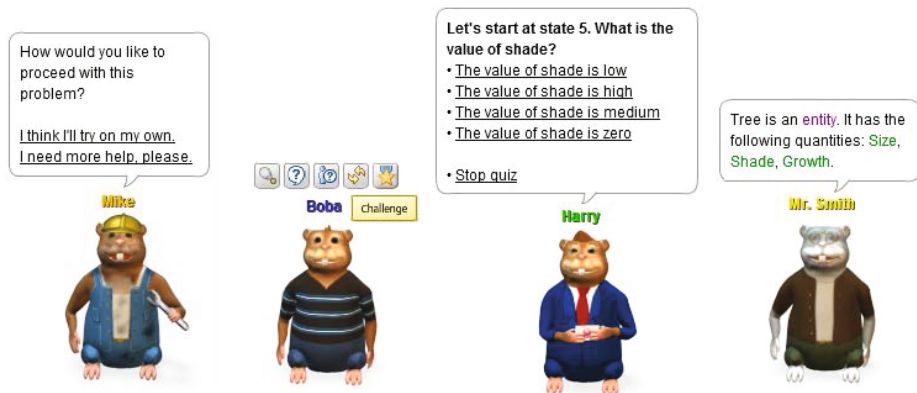 How would you like to
proceed with this
problem?
I think I'll try on my own.
I need more help, please.
Mike
Boba
Challenge
Let's start at state 5. What is the
value of shade?
• The value of shade is low
• The value of shade is high
• The value of shade is medium
• The value of shade is zero
• Stop quiz
Harry
Tree is an entity. It has the
following quantities: Size,
Shade, Growth.
Mr. Smith